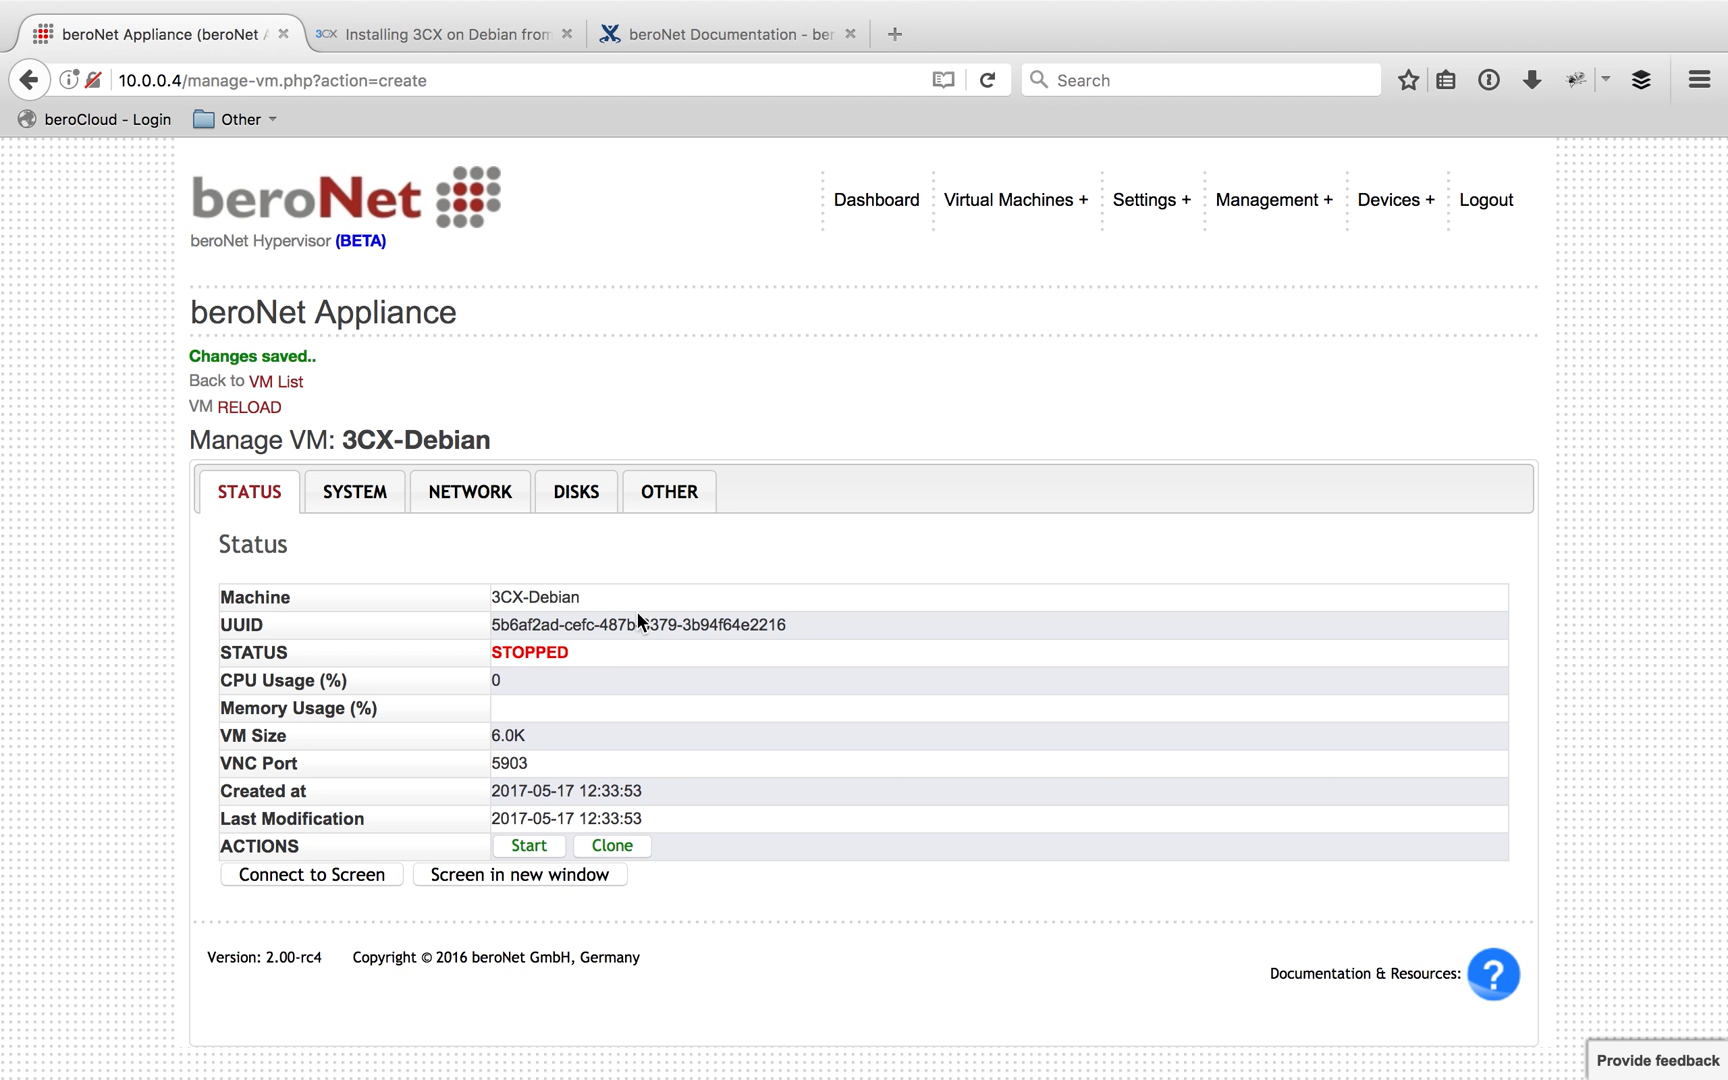 beroNet Appliance (beroNet A
3CX Installing 3CX on Debian from
beroNet Documentation - ber
10.0.0.4/manage-vm.php?action=create
Search
beroCloud - Login
Other
beroNet
beroNet Hypervisor (BETA)
Dashboard
Virtual Machines +
Settings +
Management +
Devices +
Logout
beroNet Appliance
Changes saved..
Back to VM List
VM RELOAD
Manage VM: 3CX-Debian
STATUS
SYSTEM
NETWORK
DISKS
OTHER
Status
Machine 3CX-Debian
UUID
STATUS STOPPED
CPU Usage (%) 0
Memory Usage (%)
VM Size 6.0K
VNC Port 5903
Created at 2017-05-17 12:33:53
Last Modification 2017-05-17 12:33:53
ACTIONS Start Clone
Connect to Screen Screen in new window
Version: 2.00-rc4 Copyright © 2016 beroNet GmbH, Germany
Documentation & Resources: ?
Provide feedback